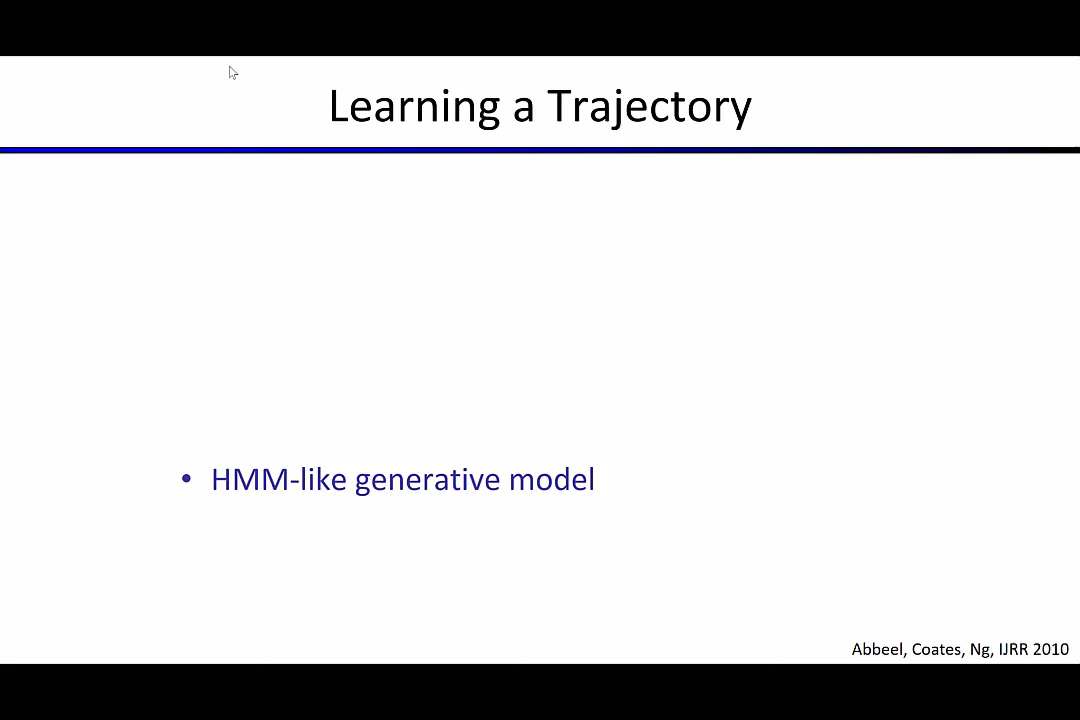 Learning a Trajectory
• HMM-like generative model
Abbeel, Coates, Ng, IJRR 2010